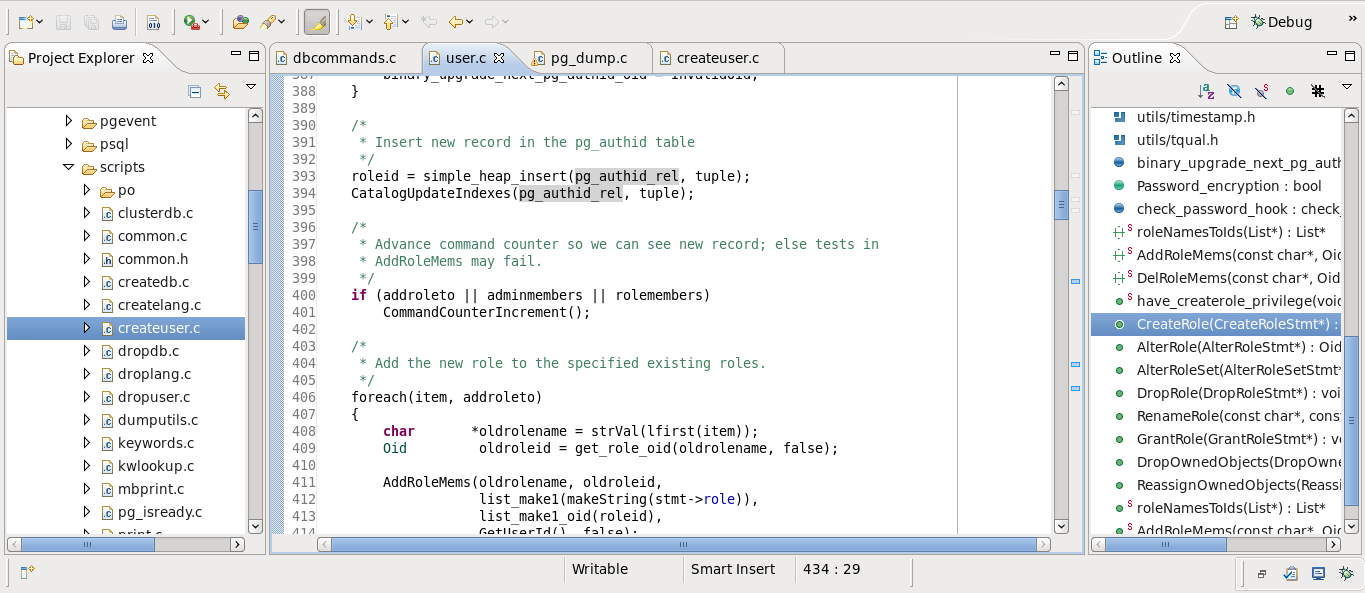 Debug
»
Project Explorer
pgevent
psql
scripts
po
clusterdb.c
common.c
common.h
createdb.c
createlang.c
createuser.c
dropdb.c
droplang.c
dropuser.c
dumputils.c
keywords.c
kwlookup.c
mbprint.c
pg_isready.c
print.c
dbcommands.c
user.c
pg_dump.c
createuser.c
387 binary_upgrade_next_pg_authid_oid = InvalidOid;
388 }
389
390 /*
391 * Insert new record in the pg_authid table
392 */
393 roleid = simple_heap_insert(pg_authid_rel, tuple);
394 CatalogUpdateIndexes(pg_authid_rel, tuple);
395
396 /*
397 * Advance command counter so we can see new record; else tests in
398 * AddRoleMems may fail.
399 */
400 if (addroleto || adminmembers || rolemembers)
401 CommandCounterIncrement();
402
403 /*
404 * Add the new role to the specified existing roles.
405 */
406 foreach(item, addroleto)
407 {
408 char *oldrolename = strVal(lfirst(item));
409 Oid oldroleid = get_role_oid(oldrolename, false);
410
411 AddRoleMems(oldrolename, oldroleid,
412 list_make1(makeString(stmt->role)),
413 list_make1_oid(roleid),
414 GetUserId(), false);
Outline
utils/timestamp.h
utils/tqual.h
binary_upgrade_next_pg_auth
Password_encryption : bool
check_password_hook : check_
roleNamesToIds(List*) : List*
AddRoleMems(const char*, Oid
DelRoleMems(const char*, Oid
have_createrole_privilege(void
CreateRole(CreateRoleStmt*) :
AlterRole(AlterRoleStmt*) : Oid
AlterRoleSet(AlterRoleSetStmt*
DropRole(DropRoleStmt*) : voi
RenameRole(const char*, cons
GrantRole(GrantRoleStmt*) : v
DropOwnedObjects(DropOwne
ReassignOwnedObjects(Reassi
roleNamesToIds(List*) : List*
AddRoleMems(const char*, Oid
Writable
Smart Insert
434 : 29